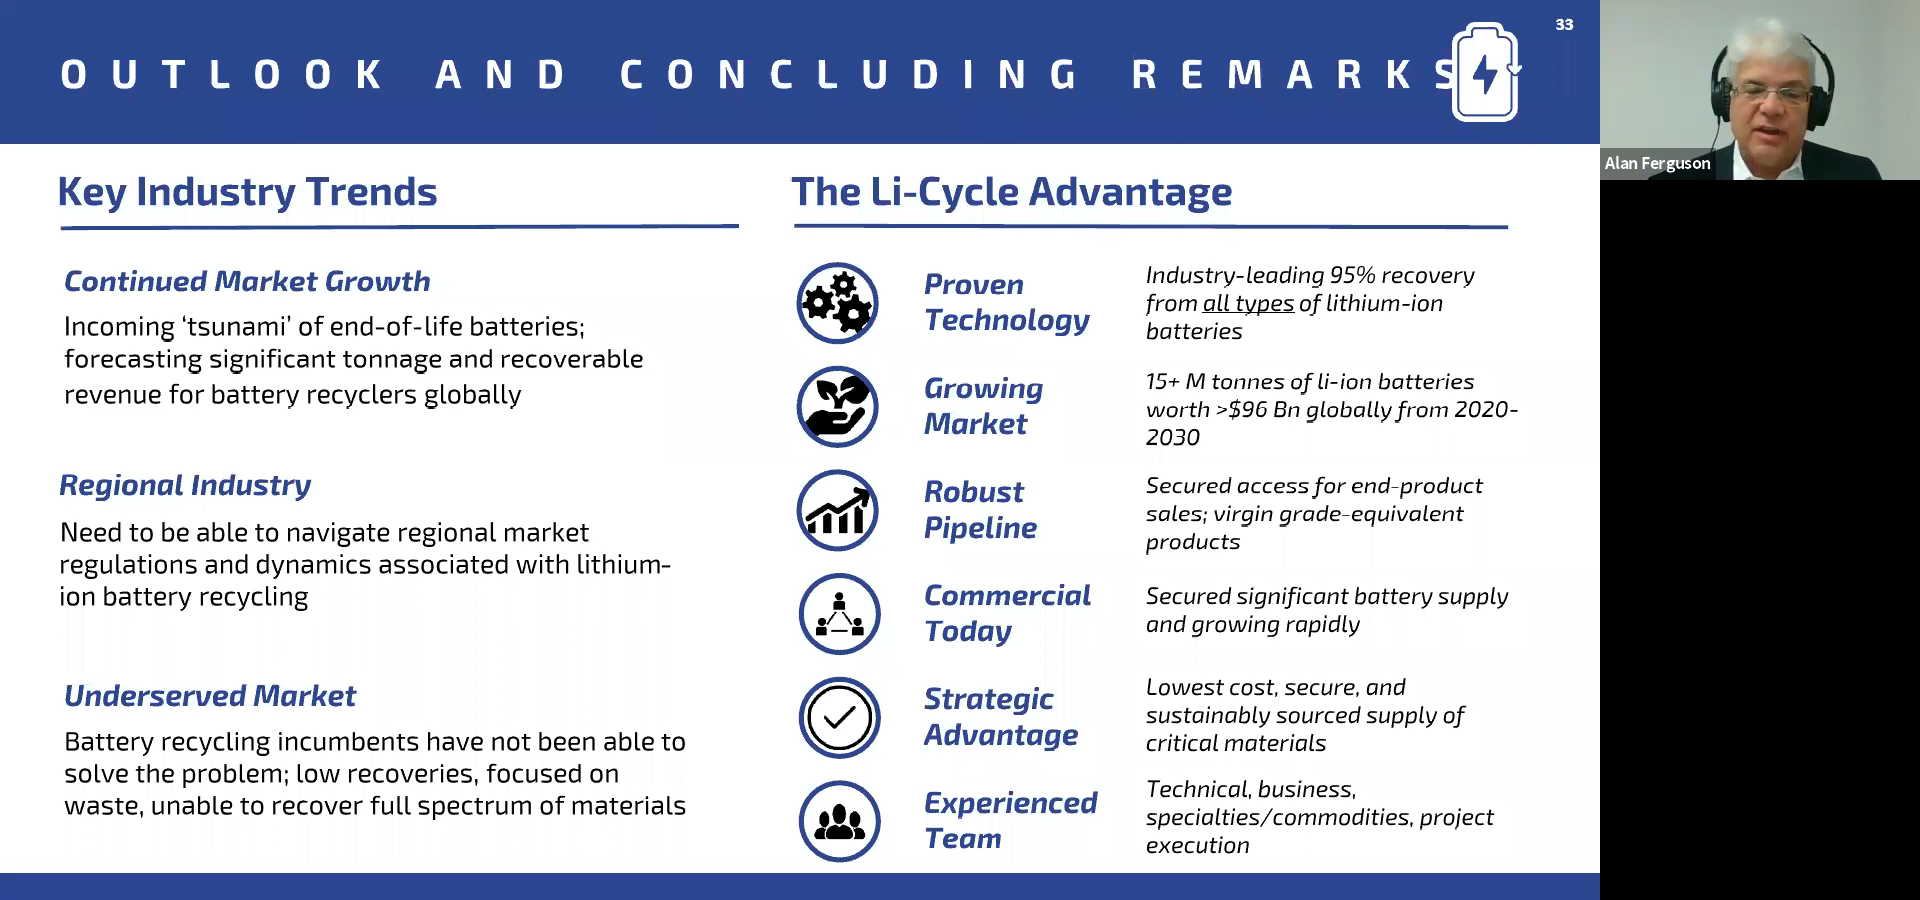 OUTLOOK AND CONCLUDING REMARKS
33
Alan Ferguson
Key Industry Trends
Continued Market Growth
Incoming ‘tsunami’ of end-of-life batteries;
forecasting significant tonnage and recoverable
revenue for battery recyclers globally
Regional Industry
Need to be able to navigate regional market
regulations and dynamics associated with lithium-
ion battery recycling
Underserved Market
Battery recycling incumbents have not been able to
solve the problem; low recoveries, focused on
waste, unable to recover full spectrum of materials
The Li-Cycle Advantage
Proven
Technology
Industry-leading 95% recovery
from all types of lithium-ion
batteries
Growing
Market
15+ M tonnes of li-ion batteries
worth >$96 Bn globally from 2020-
2030
Robust
Pipeline
Secured access for end-product
sales; virgin grade-equivalent
products
Commercial
Today
Secured significant battery supply
and growing rapidly
Strategic
Advantage
Lowest cost, secure, and
sustainably sourced supply of
critical materials
Experienced
Team
Technical, business,
specialties/commodities, project
execution